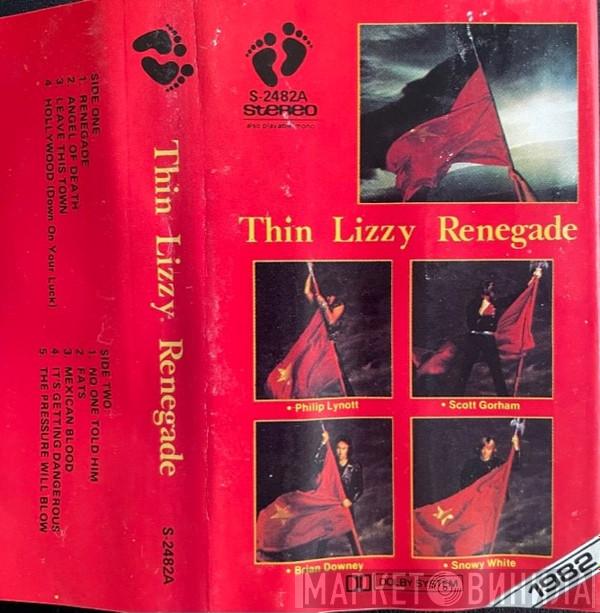 SIDE ONE
1. RENEGADE
2. ANGEL OF DEATH
3. LEAVE THIS TOWN
4. HOLLYWOOD (Down On Your Luck)
SIDE TWO
1. NO ONE TOLD HIM
2. FATS
3. MEXICAN BLOOD
4. IT'S GETTING DANGEROUS
5. THE PRESSURE WILL BLOW
Thin Lizzy Renegade
S-2482A
S-2482A
STEREO
also playable mono
Thin Lizzy Renegade
• Philip Lynott
• Scott Gorham
• Brian Downey
• Snowy White
DOLBY SYSTEM
1982
МАРКЕТ ВИНИЛА